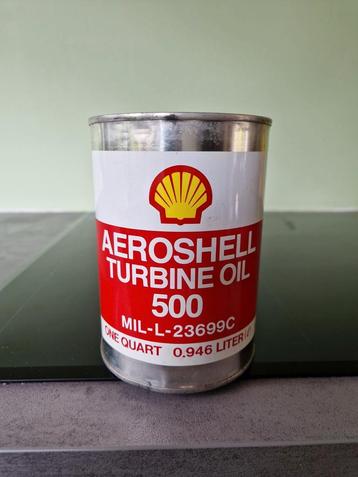 AEROSHELL
TURBINE OIL
500
MIL-L-23699C
ONE QUART 0.946 LITER